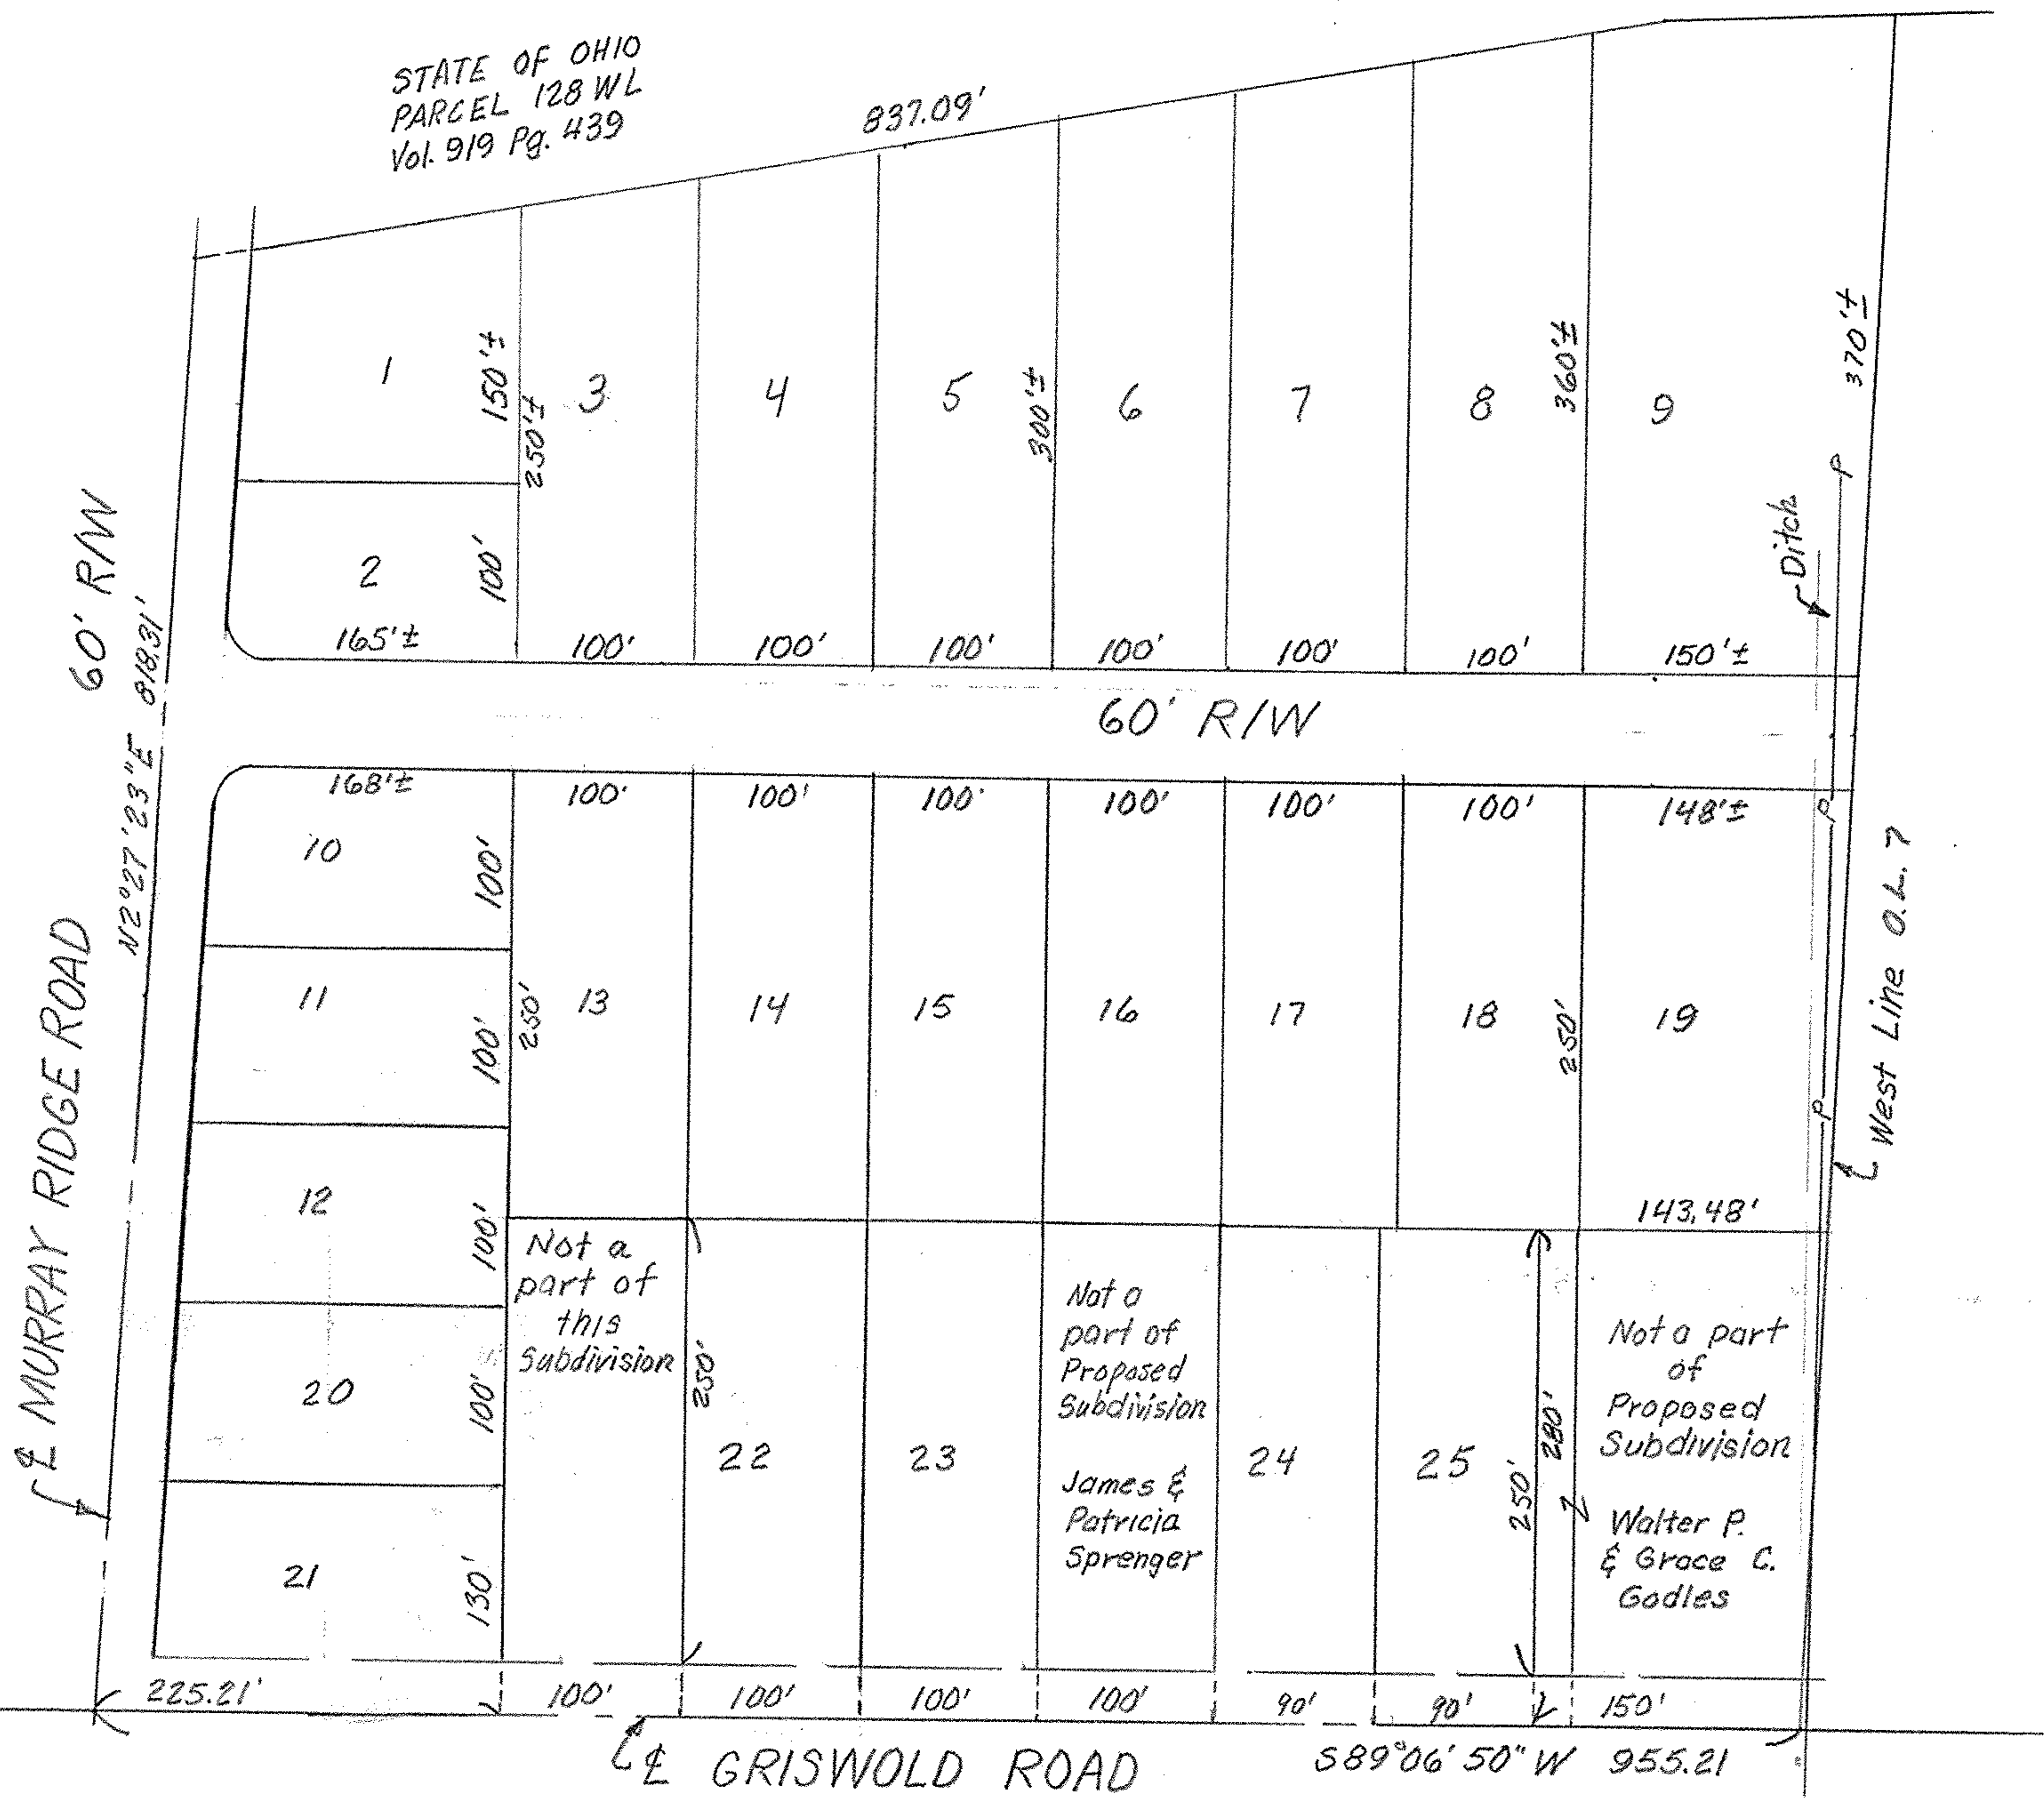 STATE OF OHIO
PARCEL 128 WL
Vol. 919 Pg. 439
837.09'
1
150'±
250'±
3
4
5
300'±
6
7
8
360'±
9
370'±
P
Ditch
2
100'
165'±
100'
100'
100'
100'
100'
100'
150'±
60' R/W
N2°27'23"E 818.31'
60' R/W
168'±
100'
100'
100'
100'
100'
100'
148'±
P
10
100'
11
100'
250'
13
14
15
16
17
18
250'
19
P
℄ West Line O.L. 7
12
100'
143.48'
℄ MURRAY RIDGE ROAD
20
100'
21
130'
Not a
part of
this
Subdivision
250'
22
23
Not a
part of
Proposed
Subdivision
James &
Patricia
Sprenger
24
25
250'
280'
Not a part
of
Proposed
Subdivision
Walter P.
& Grace C.
Godles
225.21'
100'
100'
100'
100'
90'
90'
150'
℄ GRISWOLD ROAD
S89°06'50"W 955.21